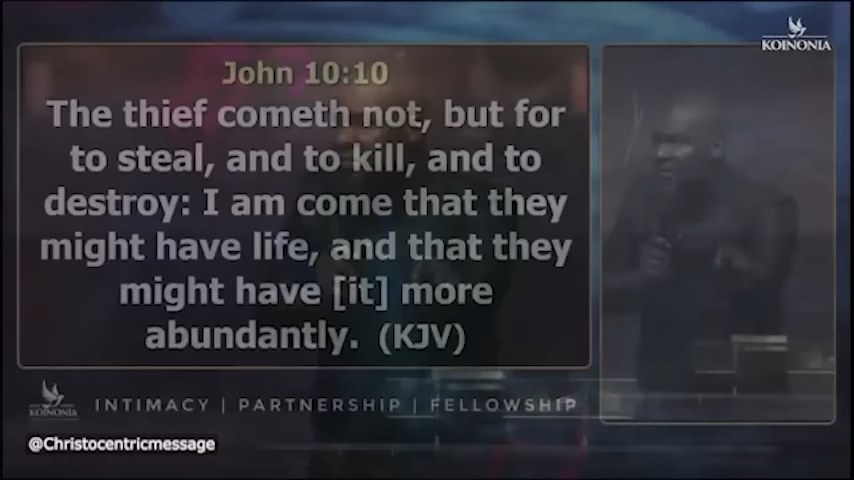 KOINONIA
John 10:10
The thief cometh not, but for
to steal, and to kill, and to
destroy: I am come that they
might have life, and that they
might have [it] more
abundantly. (KJV)
KOINONIA
INTIMACY | PARTNERSHIP | FELLOWSHIP
@Christocentricmessage